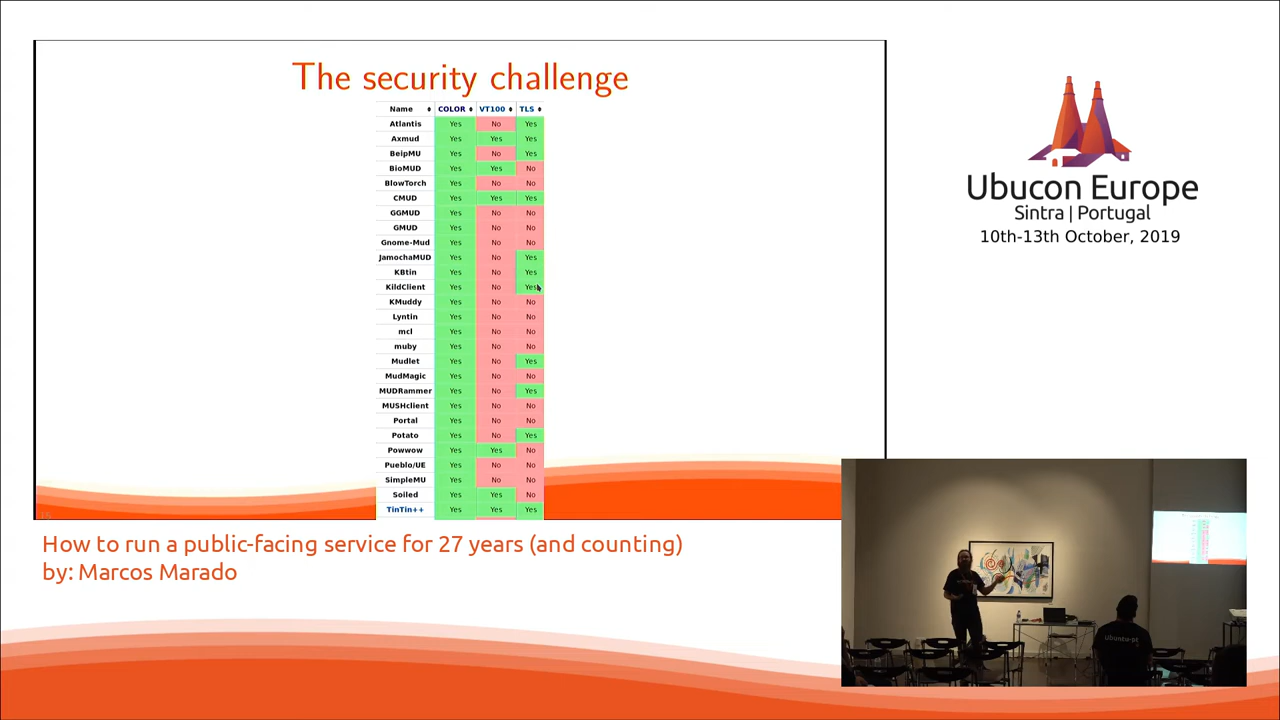 The security challenge
Name COLOR VT100 TLS
Atlantis Yes No Yes
Axmud Yes Yes Yes
BeipMU Yes No Yes
BioMUD Yes Yes No
BlowTorch Yes No No
CMUD Yes Yes Yes
GGMUD Yes No No
GMUD Yes No No
Gnome-Mud Yes No No
JamochaMUD Yes No Yes
KBtin Yes No Yes
KildClient Yes No Yes
KMuddy Yes No No
Lyntin Yes No No
mcl Yes No No
muby Yes No No
Mudlet Yes No Yes
MudMagic Yes No No
MUDRammer Yes No Yes
MUSHclient Yes No No
Portal Yes No No
Potato Yes No Yes
Powwow Yes Yes No
Pueblo/UE Yes No No
SimpleMU Yes No No
Soiled Yes Yes No
TinTin++ Yes Yes Yes
15
How to run a public-facing service for 27 years (and counting)
by: Marcos Marado
Ubucon Europe
Sintra | Portugal
10th-13th October, 2019
ubuntu-pt